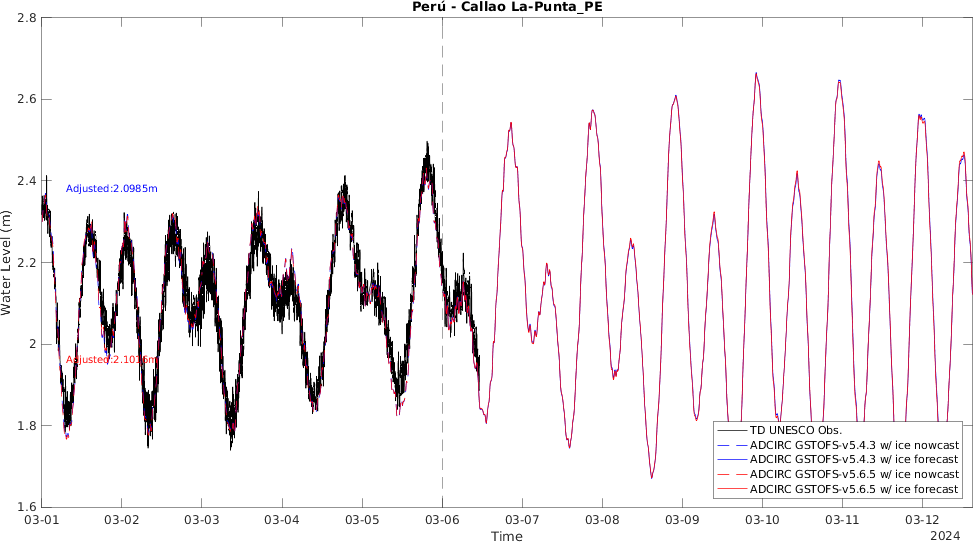 Perú - Callao La-Punta_PE
2.8
2.6
2.4
2.2
2
1.8
1.6
Water Level (m)
Adjusted:2.0985m
Adjusted:2.1016m
TD UNESCO Obs.
ADCIRC GSTOFS-v5.4.3 w/ ice nowcast
ADCIRC GSTOFS-v5.4.3 w/ ice forecast
ADCIRC GSTOFS-v5.6.5 w/ ice nowcast
ADCIRC GSTOFS-v5.6.5 w/ ice forecast
03-01 03-02 03-03 03-04 03-05 03-06 03-07 03-08 03-09 03-10 03-11 03-12
Time
2024